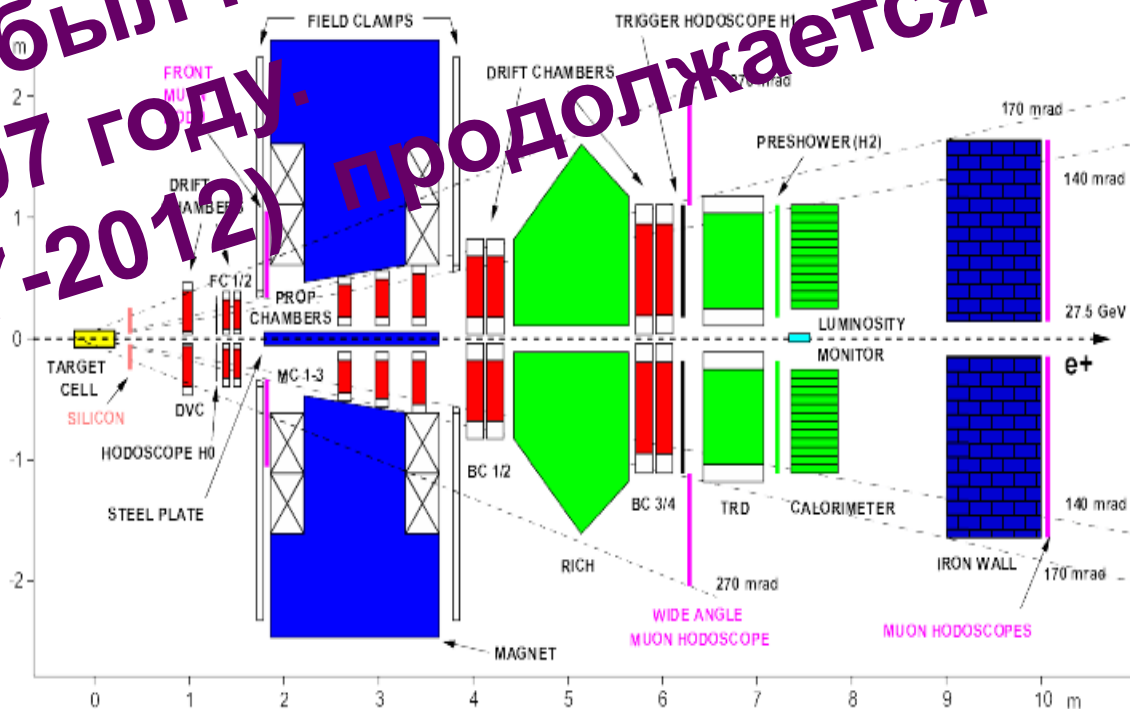 был
07 году.
-2012) продолжается
m
2
1
0
-1
-2
FIELD CLAMPS
TRIGGER HODOSCOPE H1
FRONT
MUON
DRIFT CHAMBERS
270 mrad
170 mrad
PRESHOWER (H2)
140 mrad
DRIFT
CHAMBERS
FC 1/2
PROP
CHAMBERS
27.5 GeV
LUMINOSITY
MONITOR
e+
TARGET
CELL
SILICON
DVC
MC 1-3
HODOSCOPE H0
STEEL PLATE
BC 1/2
BC 3/4
TRD
CALORIMETER
140 mrad
RICH
IRON WALL
170 mrad
270 mrad
WIDE ANGLE
MUON HODOSCOPE
MUON HODOSCOPES
MAGNET
0 1 2 3 4 5 6 7 8 9 10 m